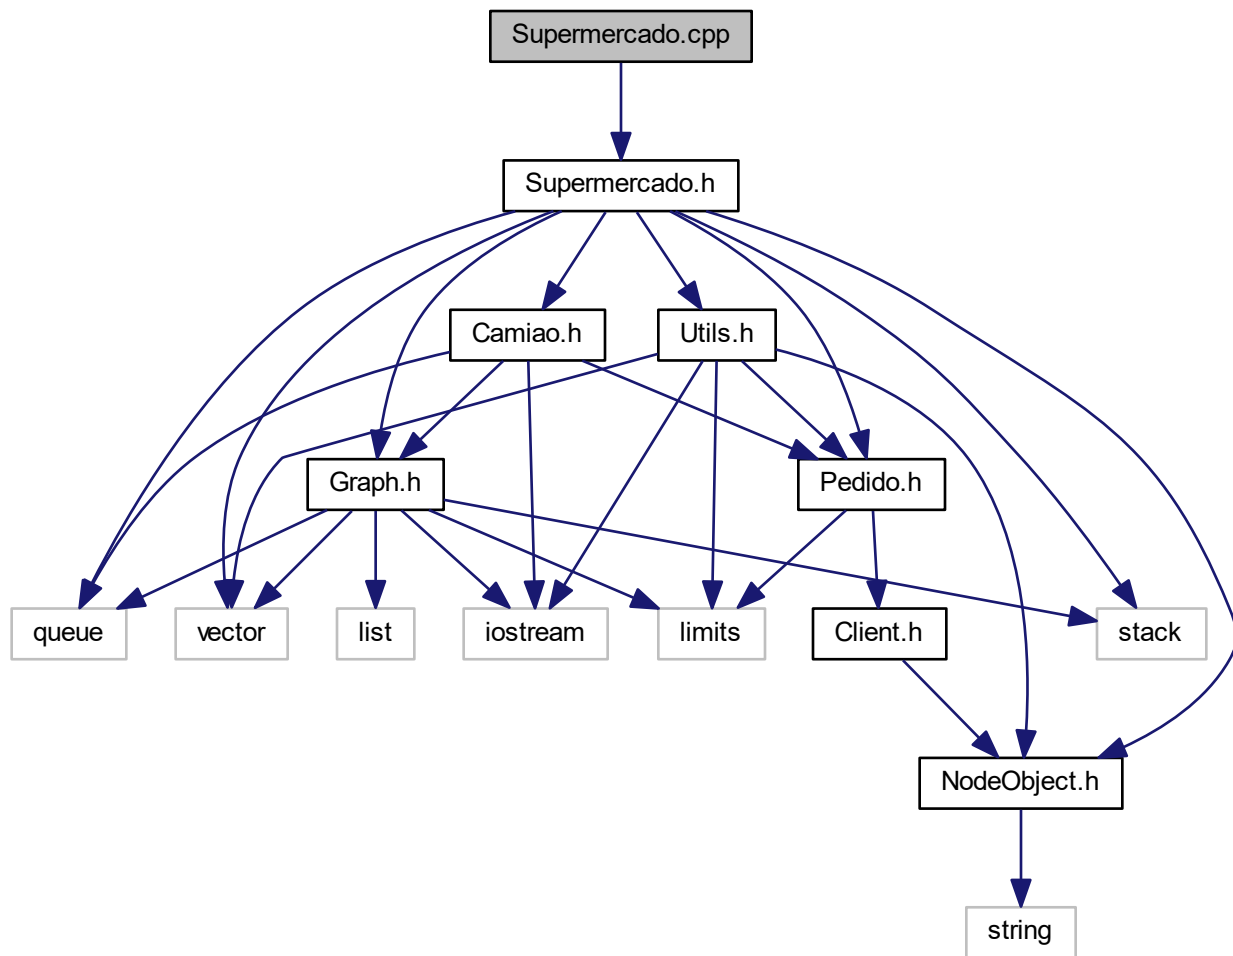 Supermercado.cpp
Supermercado.h
Camiao.h
Utils.h
Graph.h
Pedido.h
queue
vector
list
iostream
limits
Client.h
stack
NodeObject.h
string